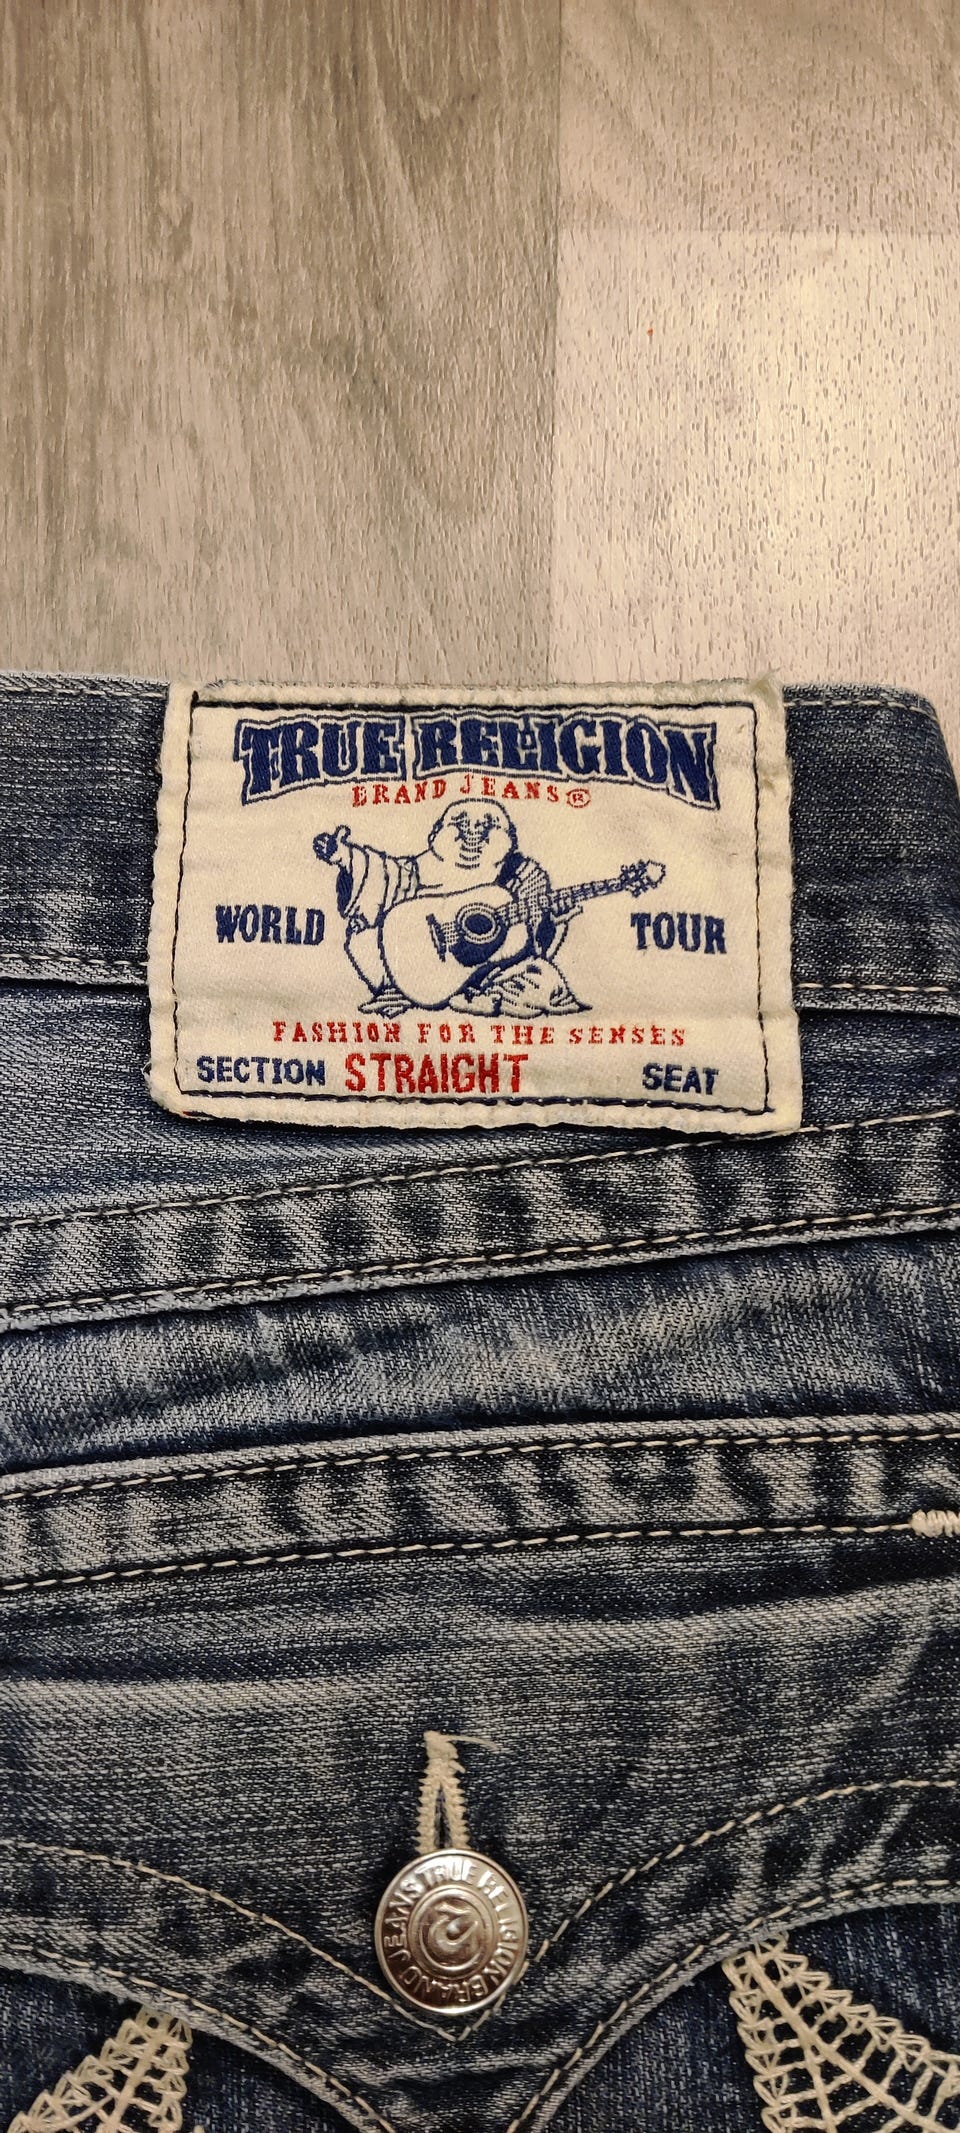 TRUE RELIGION
BRAND JEANS®
WORLD TOUR
FASHION FOR THE SENSES
SECTION STRAIGHT SEAT
TRUE RELIGION BRAND JEANS